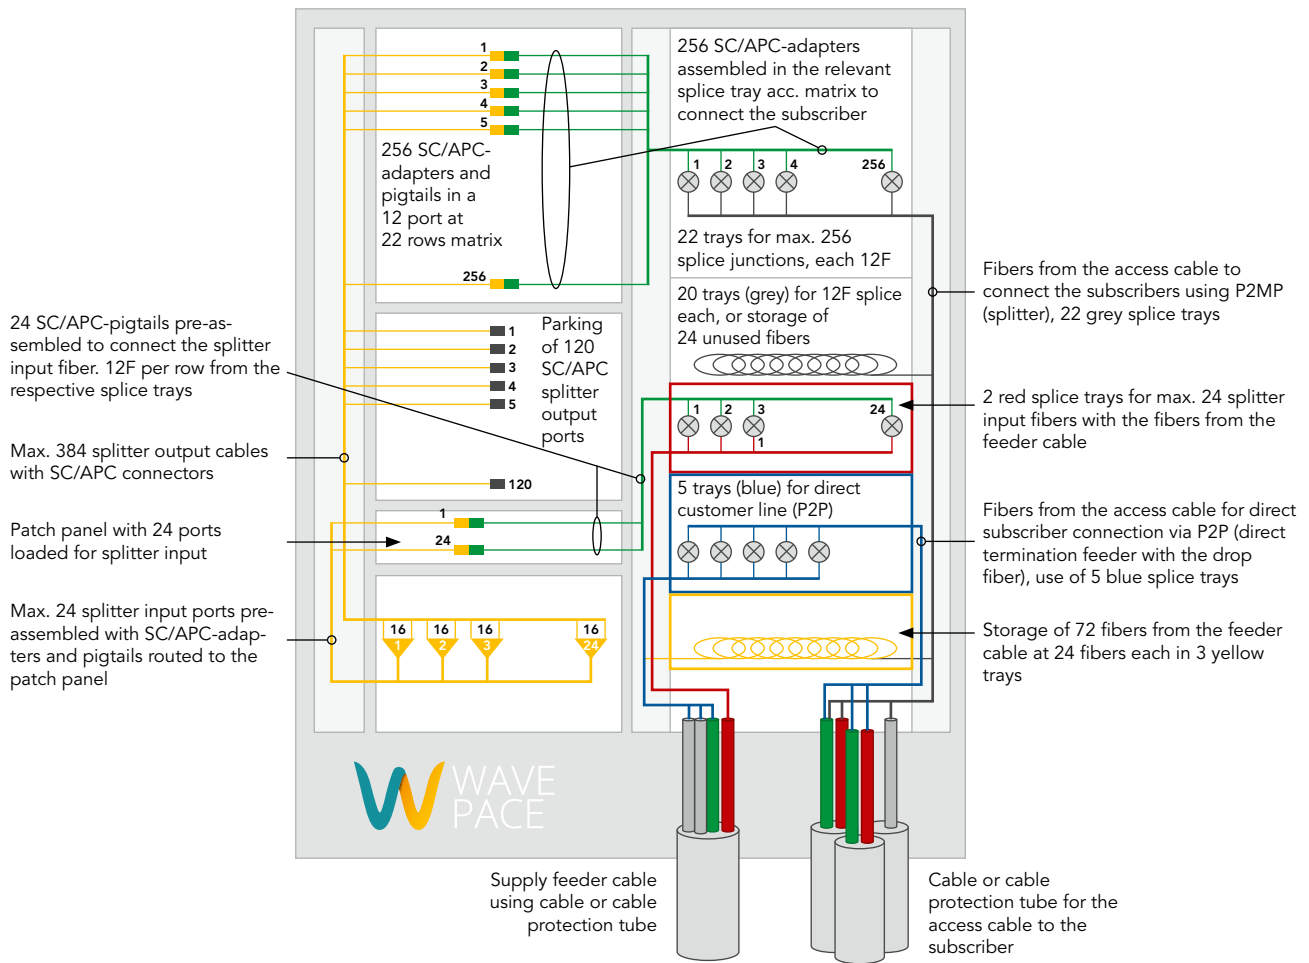 1
2
3
4
5
256 SC/APC-
adapters and
pigtails in a
12 port at
22 rows matrix
256
256 SC/APC-adapters
assembled in the relevant
splice tray acc. matrix to
connect the subscriber
1 2 3 4 256
22 trays for max. 256
splice junctions, each 12F
20 trays (grey) for 12F splice
each, or storage of
24 unused fibers
Fibers from the access cable to
connect the subscribers using P2MP
(splitter), 22 grey splice trays
24 SC/APC-pigtails pre-as-
sembled to connect the splitter
input fiber. 12F per row from the
respective splice trays
1
2
3
4
5
120
Parking
of 120
SC/APC
splitter
output
ports
1 2 3 24
1
2 red splice trays for max. 24 splitter
input fibers with the fibers from the
feeder cable
Max. 384 splitter output cables
with SC/APC connectors
5 trays (blue) for direct
customer line (P2P)
Fibers from the access cable for direct
subscriber connection via P2P (direct
termination feeder with the drop
fiber), use of 5 blue splice trays
Patch panel with 24 ports
loaded for splitter input
1
24
Max. 24 splitter input ports pre-
assembled with SC/APC-adap-
ters and pigtails routed to the
patch panel
16 16 16 16
1 2 3 24
Storage of 72 fibers from the feeder
cable at 24 fibers each in 3 yellow
trays
WAVE
PACE
Supply feeder cable
using cable or cable
protection tube
Cable or cable
protection tube for the
access cable to the
subscriber